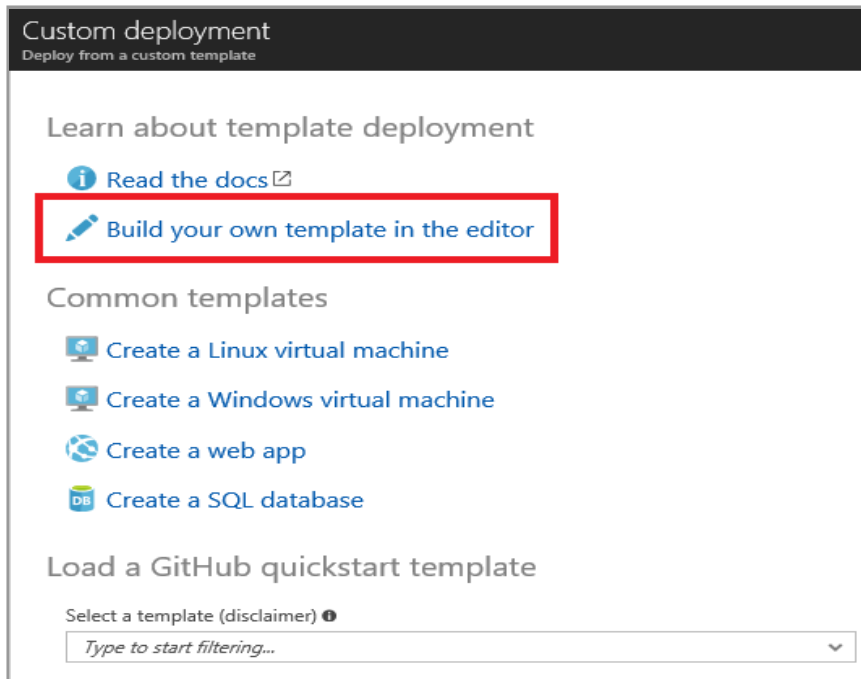 Custom deployment
Deploy from a custom template
Learn about template deployment
Read the docs
Build your own template in the editor
Common templates
Create a Linux virtual machine
Create a Windows virtual machine
Create a web app
DB Create a SQL database
Load a GitHub quickstart template
Select a template (disclaimer)
Type to start filtering...